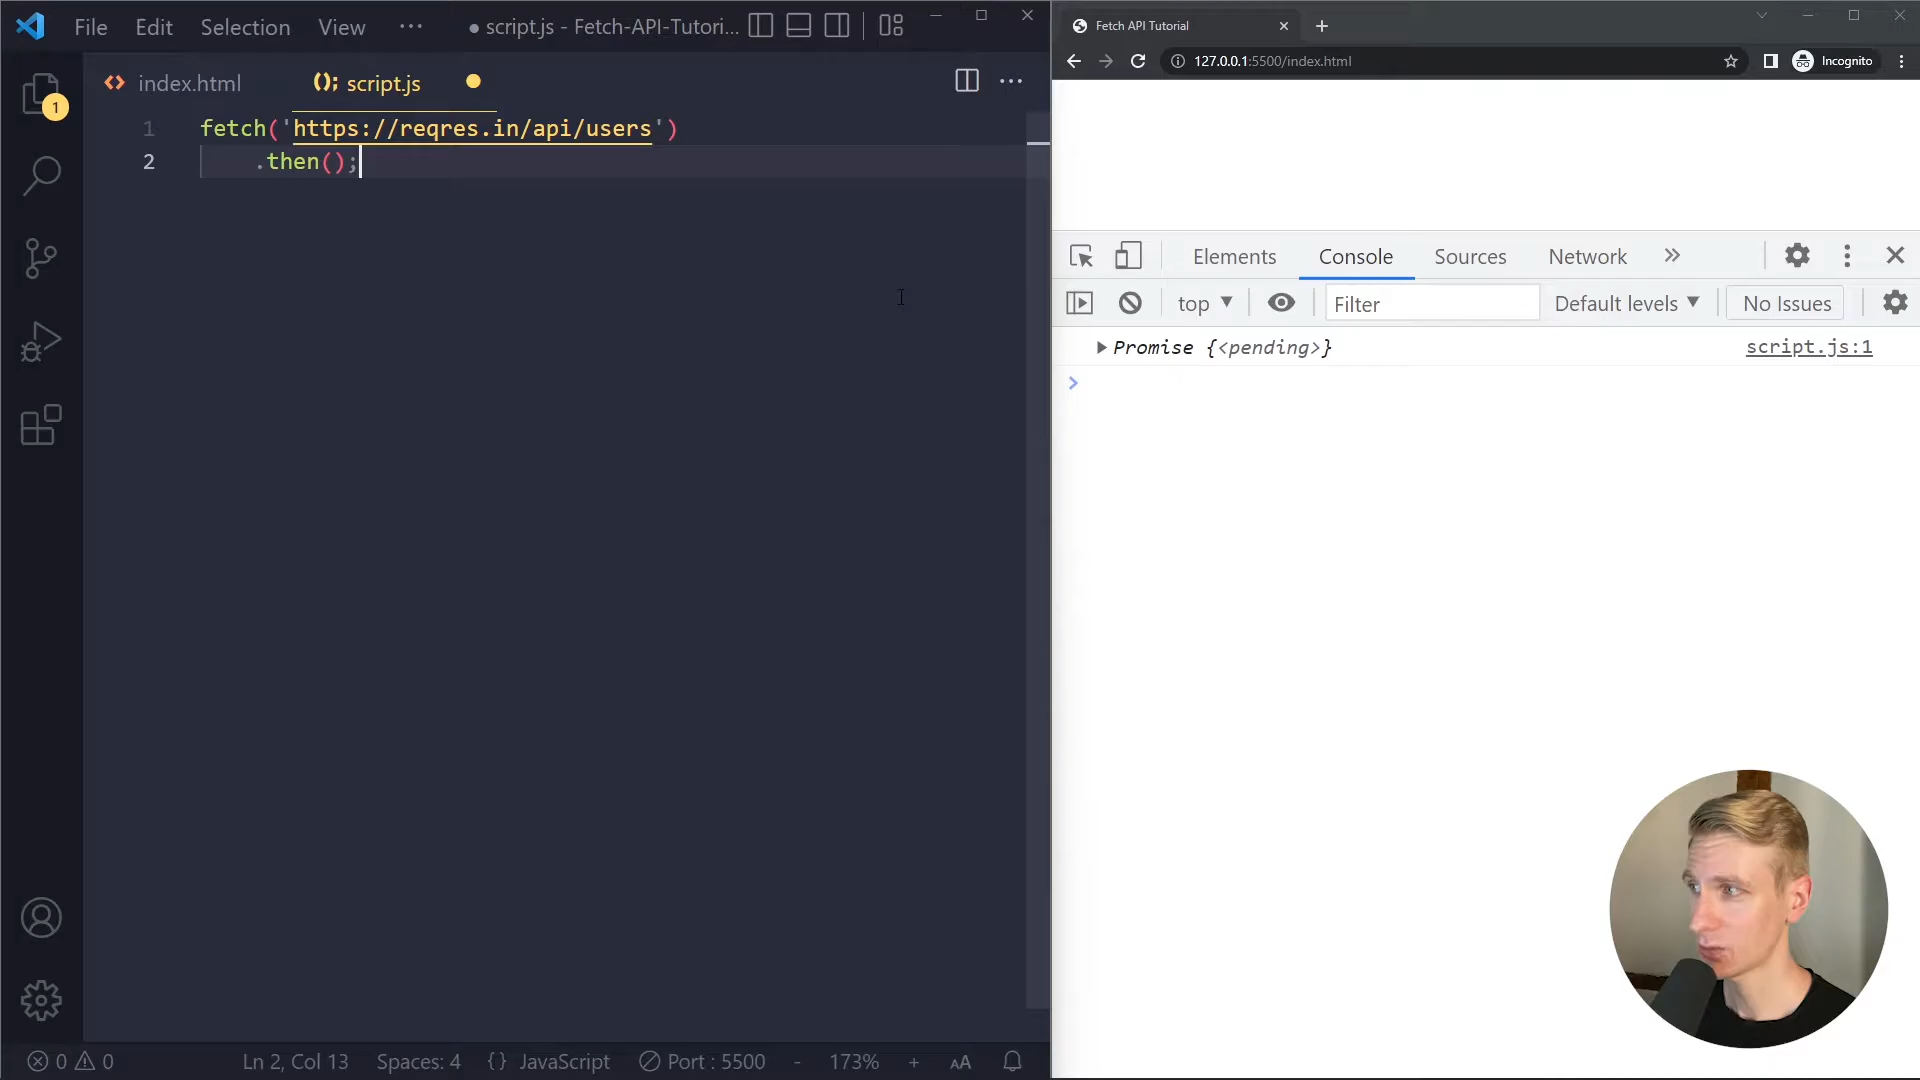 File Edit Selection View ··· ● script.js - Fetch-API-Tutori...
index.html script.js
1 fetch('https://reqres.in/api/users')
2 .then();
1
Ln 2, Col 13 Spaces: 4 {} JavaScript Port : 5500 - 173% + AA
0 0
Fetch API Tutorial
127.0.0.1:5500/index.html Incognito
Elements Console Sources Network »
top Filter Default levels No Issues
Promise {<pending>} script.js:1